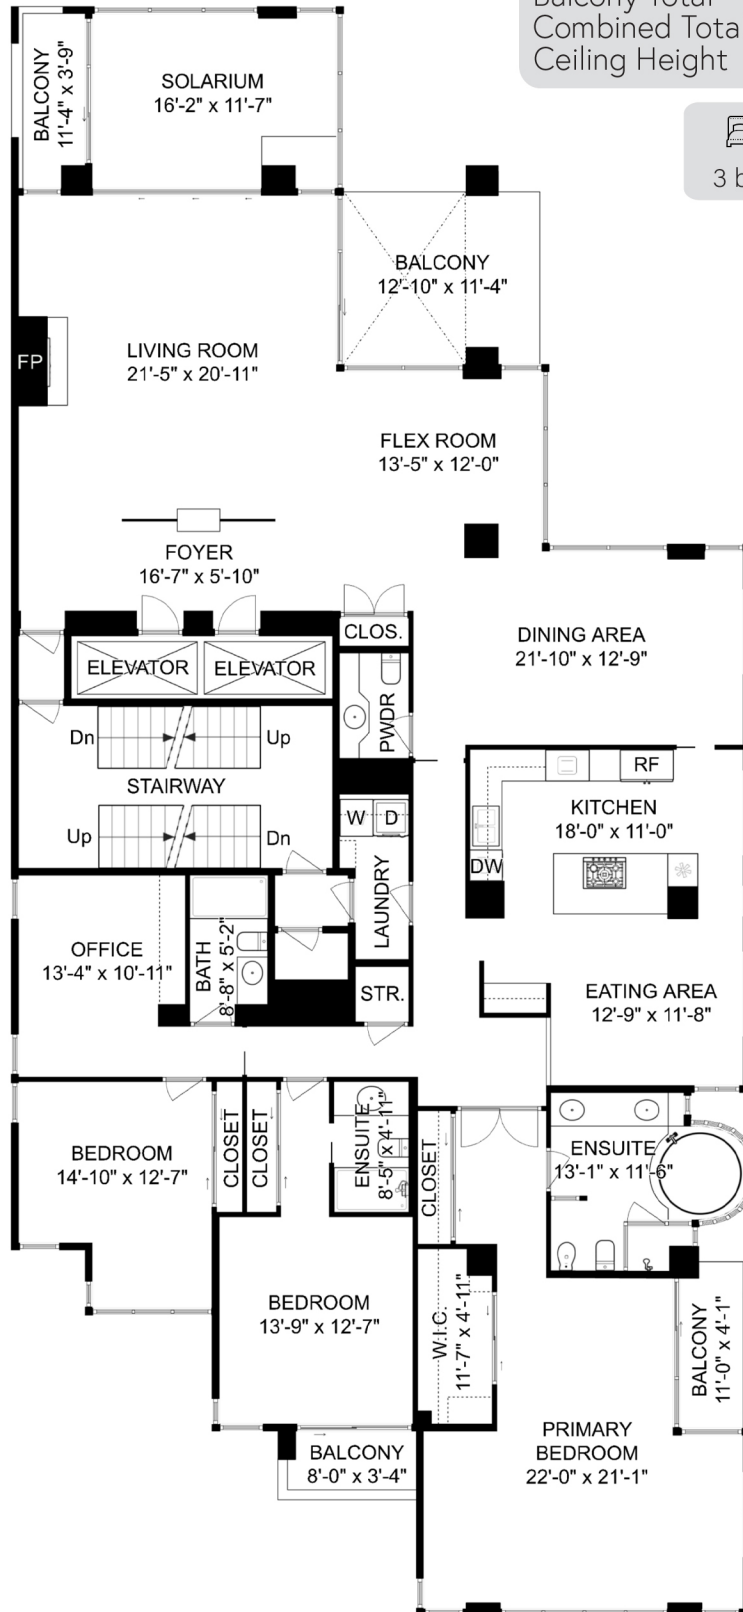 Balcony Total
Combined Tota
Ceiling Height
3 b
BALCONY
11'-4" x 3'-9"
SOLARIUM
16'-2" x 11'-7"
BALCONY
12'-10" x 11'-4"
FP
LIVING ROOM
21'-5" x 20'-11"
FLEX ROOM
13'-5" x 12'-0"
FOYER
16'-7" x 5'-10"
CLOS.
DINING AREA
21'-10" x 12'-9"
ELEVATOR
ELEVATOR
PWDR
Dn
Up
STAIRWAY
Up
Dn
RF
KITCHEN
18'-0" x 11'-0"
W
D
DW
LAUNDRY
OFFICE
13'-4" x 10'-11"
BATH
8'-8" x 5'-2"
STR.
EATING AREA
12'-9" x 11'-8"
BEDROOM
14'-10" x 12'-7"
CLOSET
CLOSET
ENSUITE
8'-5" x 4'-11"
CLOSET
ENSUITE
13'-1" x 11'-6"
BEDROOM
13'-9" x 12'-7"
W.I.C.
11'-7" x 4'-11"
BALCONY
11'-0" x 4'-1"
BALCONY
8'-0" x 3'-4"
PRIMARY
BEDROOM
22'-0" x 21'-1"